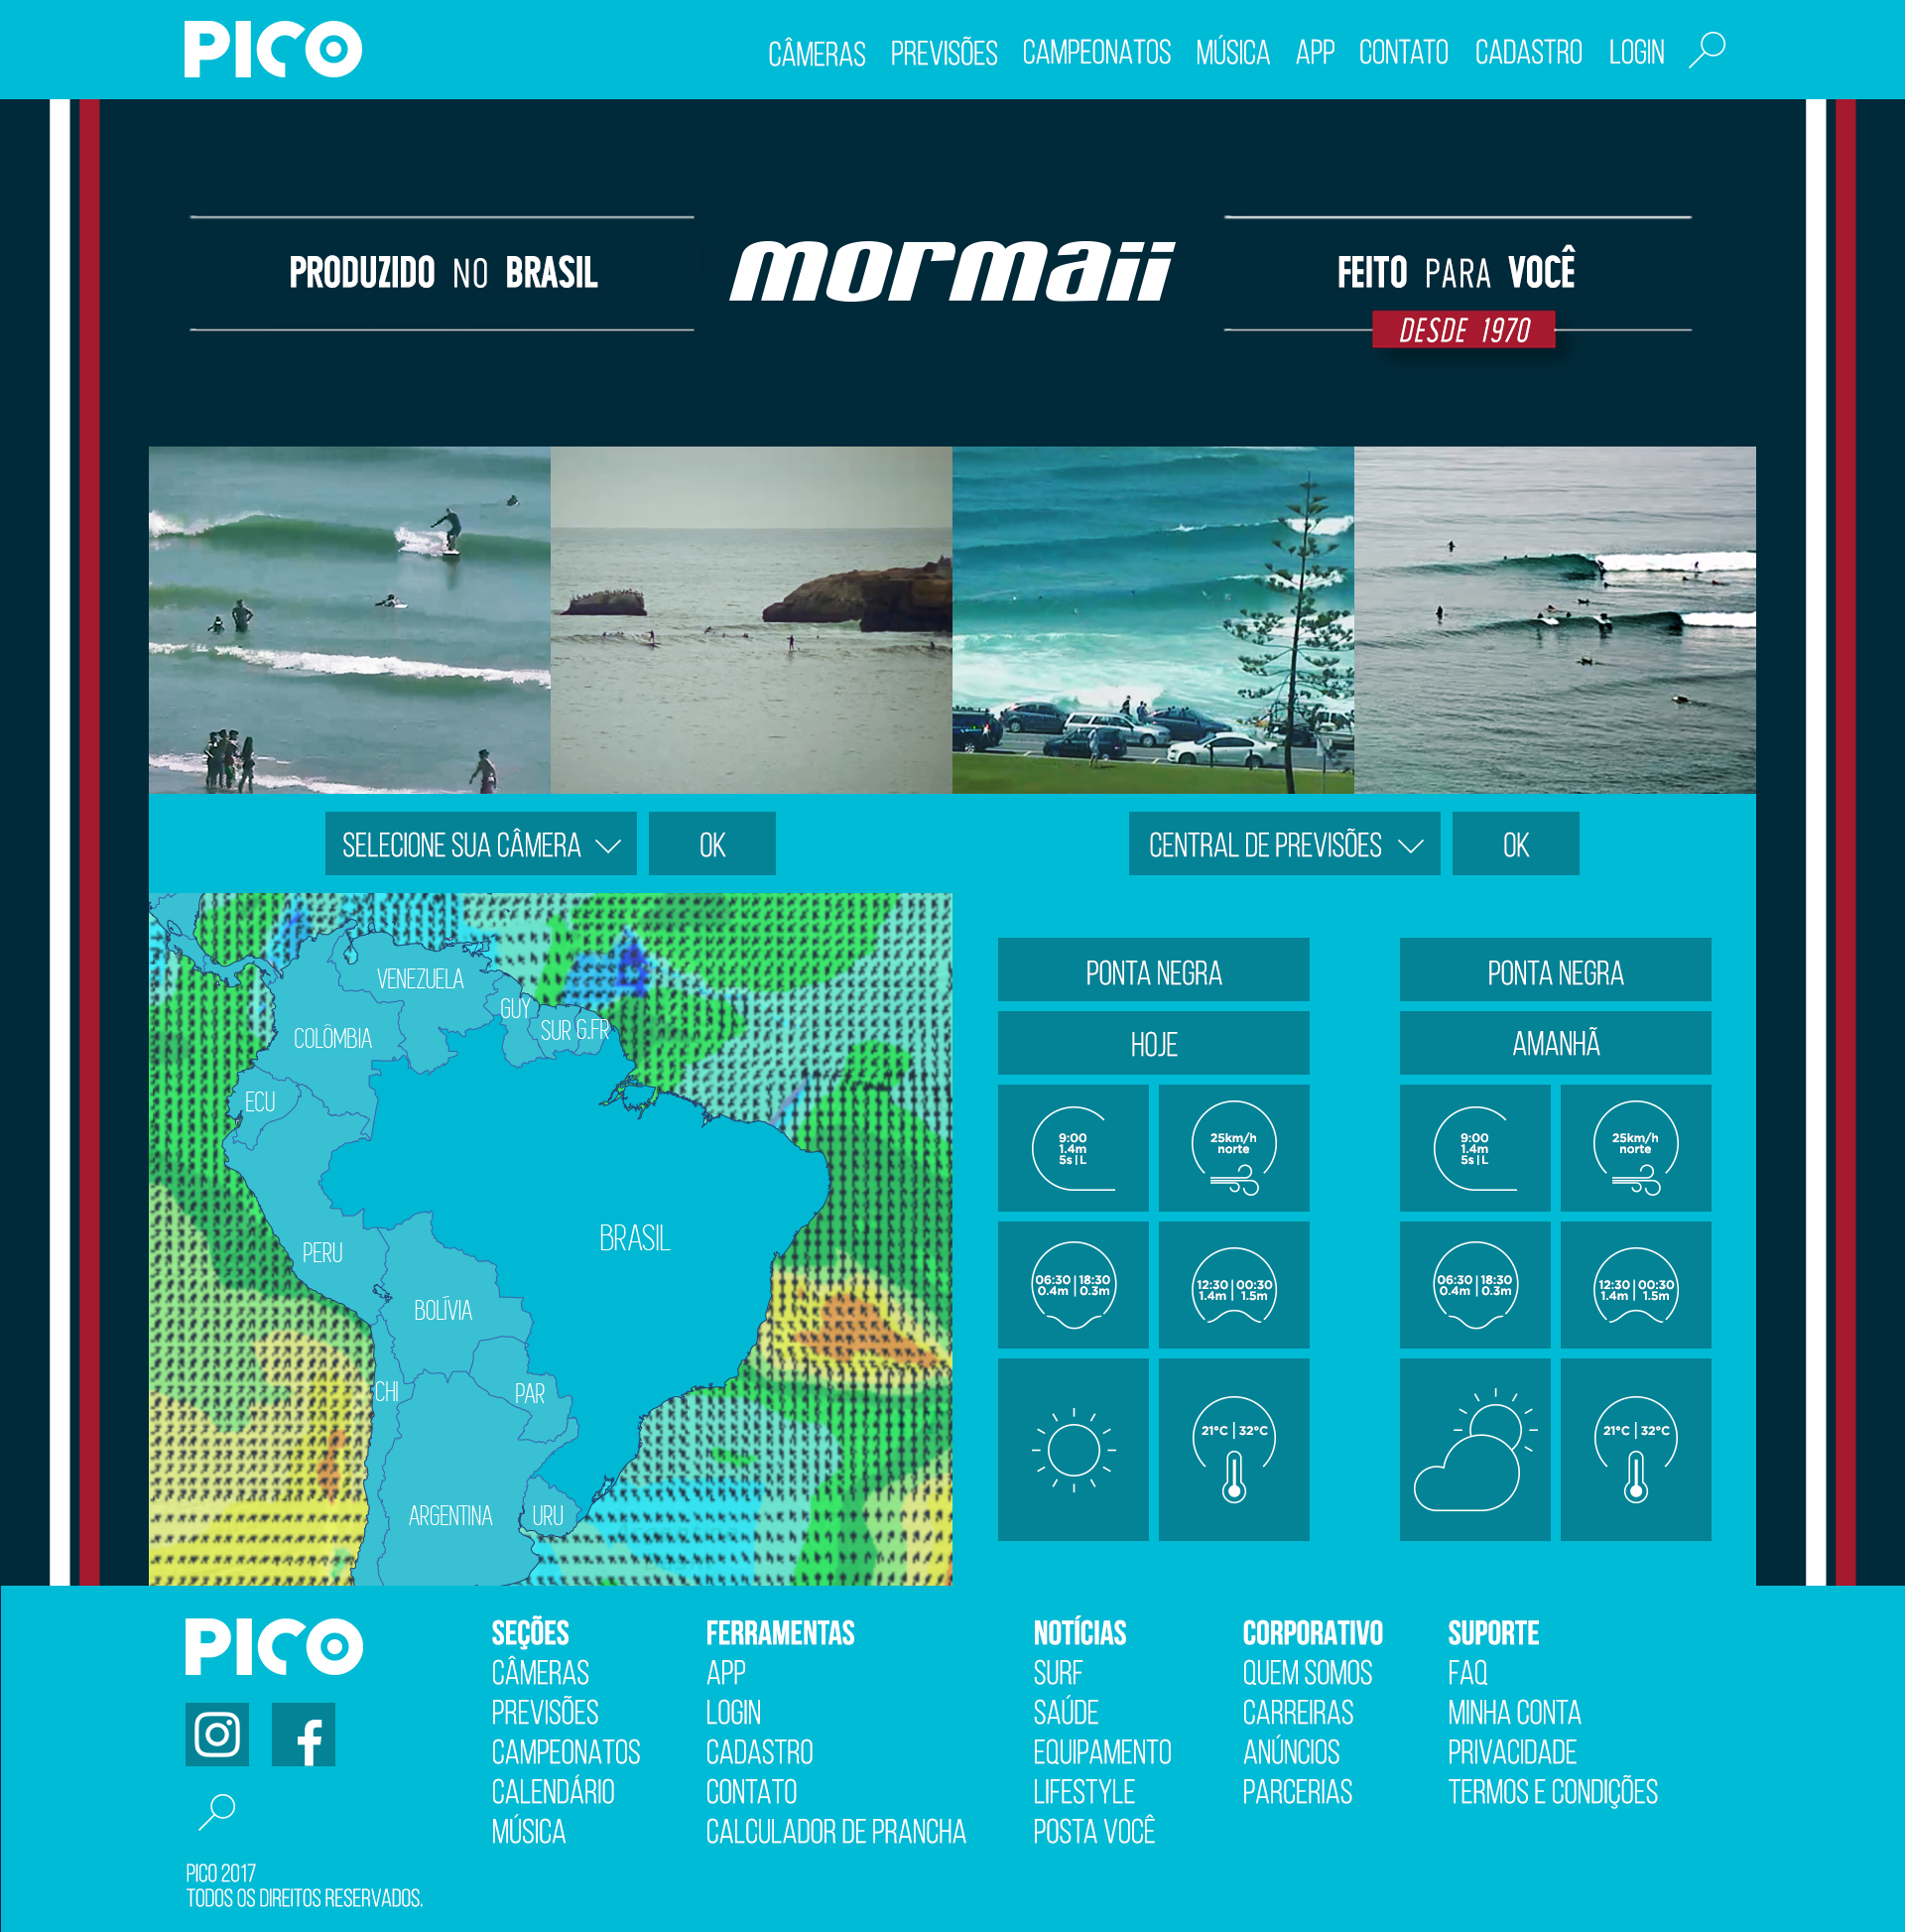 PICO
CÂMERAS PREVISÕES CAMPEONATOS MÚSICA APP CONTATO CADASTRO LOGIN
PRODUZIDO NO BRASIL
mormaii
FEITO PARA VOCÊ
DESDE 1970
SELECIONE SUA CÂMERA
OK
CENTRAL DE PREVISÕES
OK
VENEZUELA
GUY
SUR
G.FR
COLÔMBIA
ECU
BRASIL
PERU
BOLÍVIA
CHI
PAR
ARGENTINA
URU
PONTA NEGRA
HOJE
9:00
1.4m
5s|L
25km/h
norte
06:30|18:30
0.4m|0.3m
12:30|00:30
1.4m|1.5m
21°C|32°C
PONTA NEGRA
AMANHÃ
9:00
1.4m
5s|L
25km/h
norte
06:30|18:30
0.4m|0.3m
12:30|00:30
1.4m|1.5m
21°C|32°C
PICO
PICO 2017
TODOS OS DIREITOS RESERVADOS.
SEÇÕES
CÂMERAS
PREVISÕES
CAMPEONATOS
CALENDÁRIO
MÚSICA
FERRAMENTAS
APP
LOGIN
CADASTRO
CONTATO
CALCULADOR DE PRANCHA
NOTÍCIAS
SURF
SAÚDE
EQUIPAMENTO
LIFESTYLE
POSTA VOCÊ
CORPORATIVO
QUEM SOMOS
CARREIRAS
ANÚNCIOS
PARCERIAS
SUPORTE
FAQ
MINHA CONTA
PRIVACIDADE
TERMOS E CONDIÇÕES